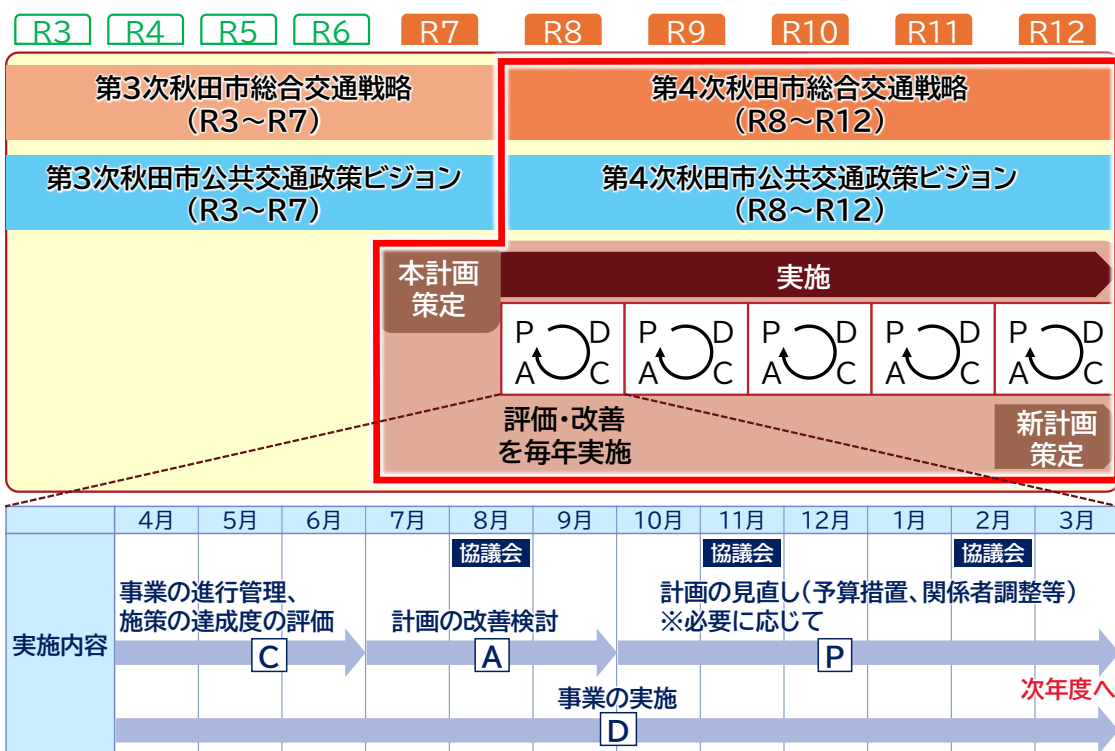 R3 R4 R5 R6 R7 R8 R9 R10 R11 R12
第3次秋田市総合交通戦略
(R3～R7)
第4次秋田市総合交通戦略
(R8～R12)
第3次秋田市公共交通政策ビジョン
(R3～R7)
第4次秋田市公共交通政策ビジョン
(R8～R12)
本計画
策定
実施
P D
A C
P D
A C
P D
A C
P D
A C
P D
A C
評価・改善
を毎年実施
新計画
策定
4月 5月 6月 7月 8月 9月 10月 11月 12月 1月 2月 3月
実施内容
協議会 協議会 協議会
事業の進行管理、
施策の達成度の評価
C
計画の改善検討
A
計画の見直し(予算措置、関係者調整等)
※必要に応じて
P
次年度へ
事業の実施
D